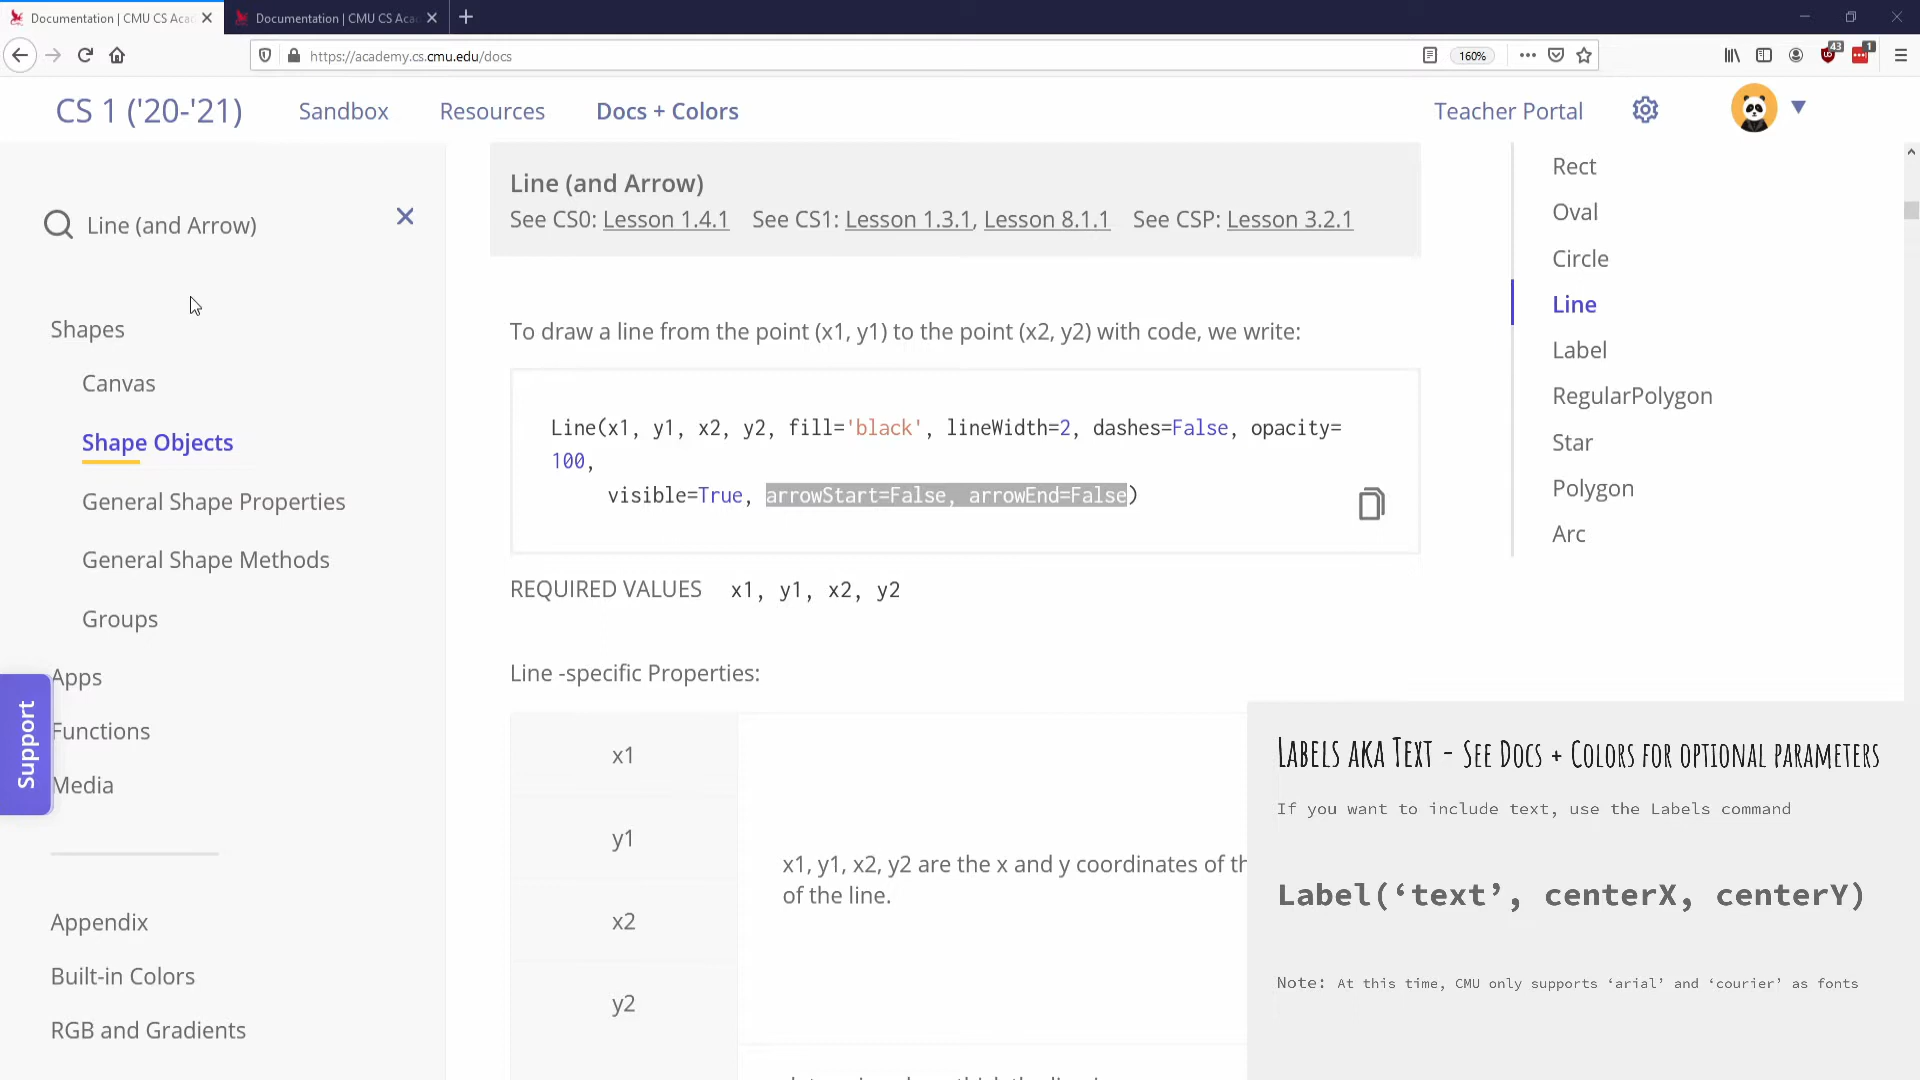 Documentation | CMU CS Aca
Documentation | CMU CS Aca
https://academy.cs.cmu.edu/docs
160%
43
1
CS 1 ('20-'21)
Sandbox
Resources
Docs + Colors
Teacher Portal
Line (and Arrow)
Shapes
Canvas
Shape Objects
General Shape Properties
General Shape Methods
Groups
Apps
Functions
Media
Appendix
Built-in Colors
RGB and Gradients
Support
Line (and Arrow)
See CS0: Lesson 1.4.1 See CS1: Lesson 1.3.1, Lesson 8.1.1 See CSP: Lesson 3.2.1
To draw a line from the point (x1, y1) to the point (x2, y2) with code, we write:
Line(x1, y1, x2, y2, fill='black', lineWidth=2, dashes=False, opacity=
100,
visible=True, arrowStart=False, arrowEnd=False)
REQUIRED VALUES x1, y1, x2, y2
Line -specific Properties:
x1
y1
x2
y2
x1, y1, x2, y2 are the x and y coordinates of
of the line.
Rect
Oval
Circle
Line
Label
RegularPolygon
Star
Polygon
Arc
Labels aka Text - See Docs + Colors for optional parameters
If you want to include text, use the Labels command
Label(‘text’, centerX, centerY)
Note: At this time, CMU only supports ‘arial’ and ‘courier’ as fonts